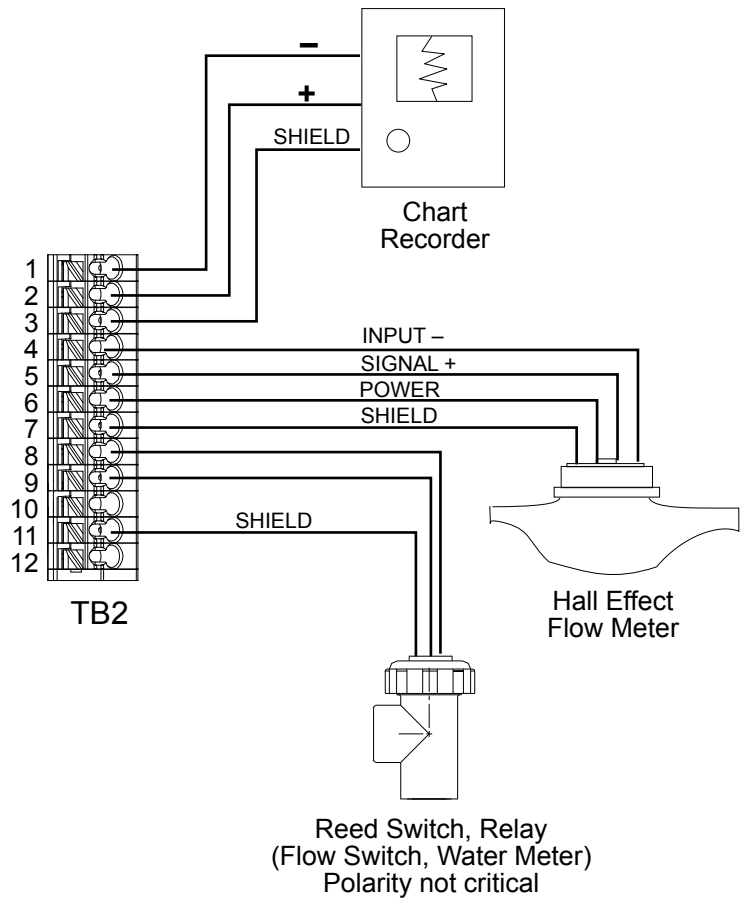 –
+
SHIELD
Chart
Recorder
1
2
3
4
5
6
7
8
9
10
11
12
TB2
INPUT –
SIGNAL +
POWER
SHIELD
SHIELD
Hall Effect
Flow Meter
Reed Switch, Relay
(Flow Switch, Water Meter)
Polarity not critical